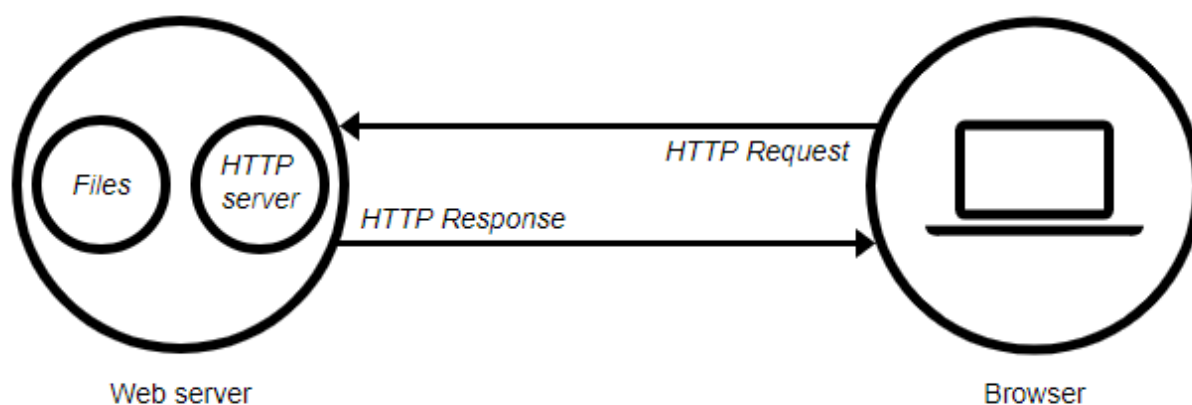 HTTP Request
Files
HTTP
server
HTTP Response
Web server
Browser